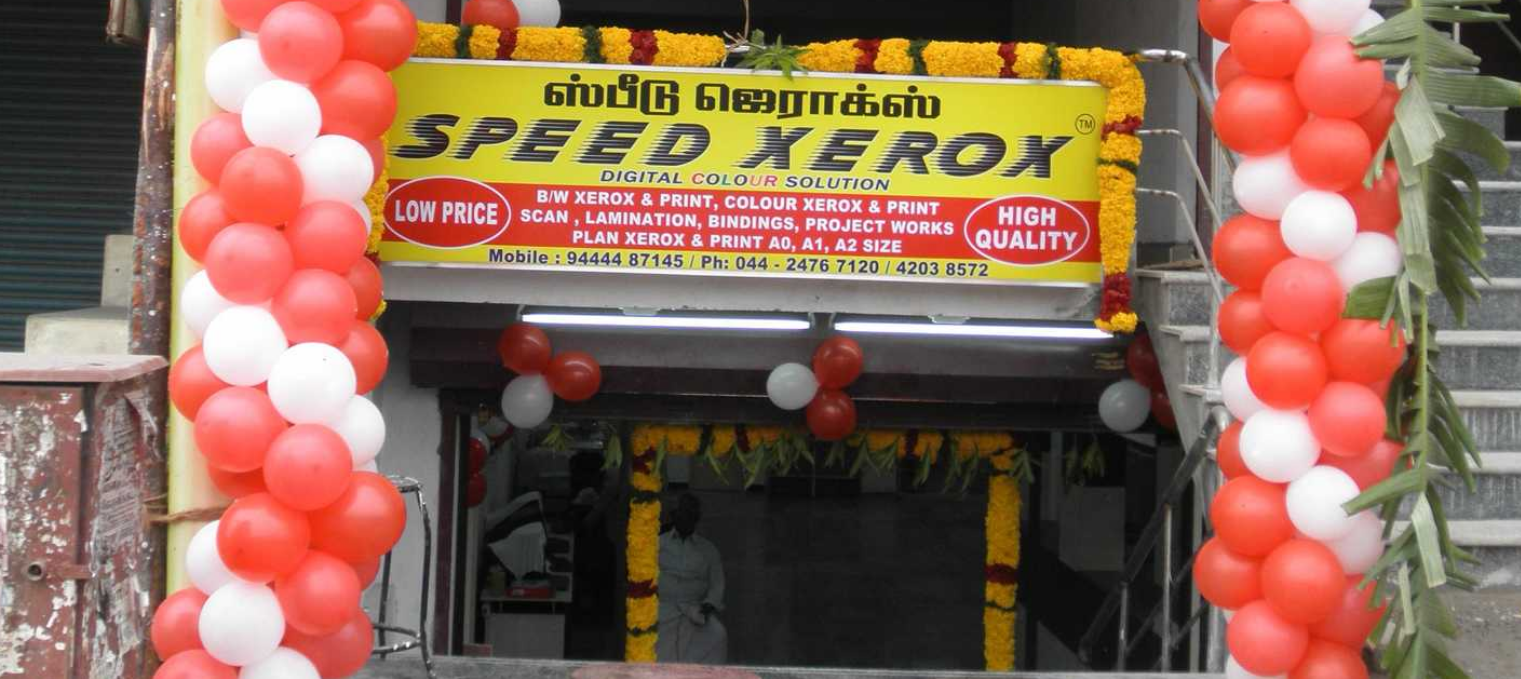 ஸ்பீடு ஜெராக்ஸ்
SPEED XEROX TM
DIGITAL COLOUR SOLUTION
LOW PRICE
B/W XEROX & PRINT, COLOUR XEROX & PRINT
SCAN , LAMINATION, BINDINGS, PROJECT WORKS
PLAN XEROX & PRINT A0, A1, A2 SIZE
HIGH
QUALITY
Mobile : 94444 87145 / Ph: 044 - 2476 7120 / 4203 8572